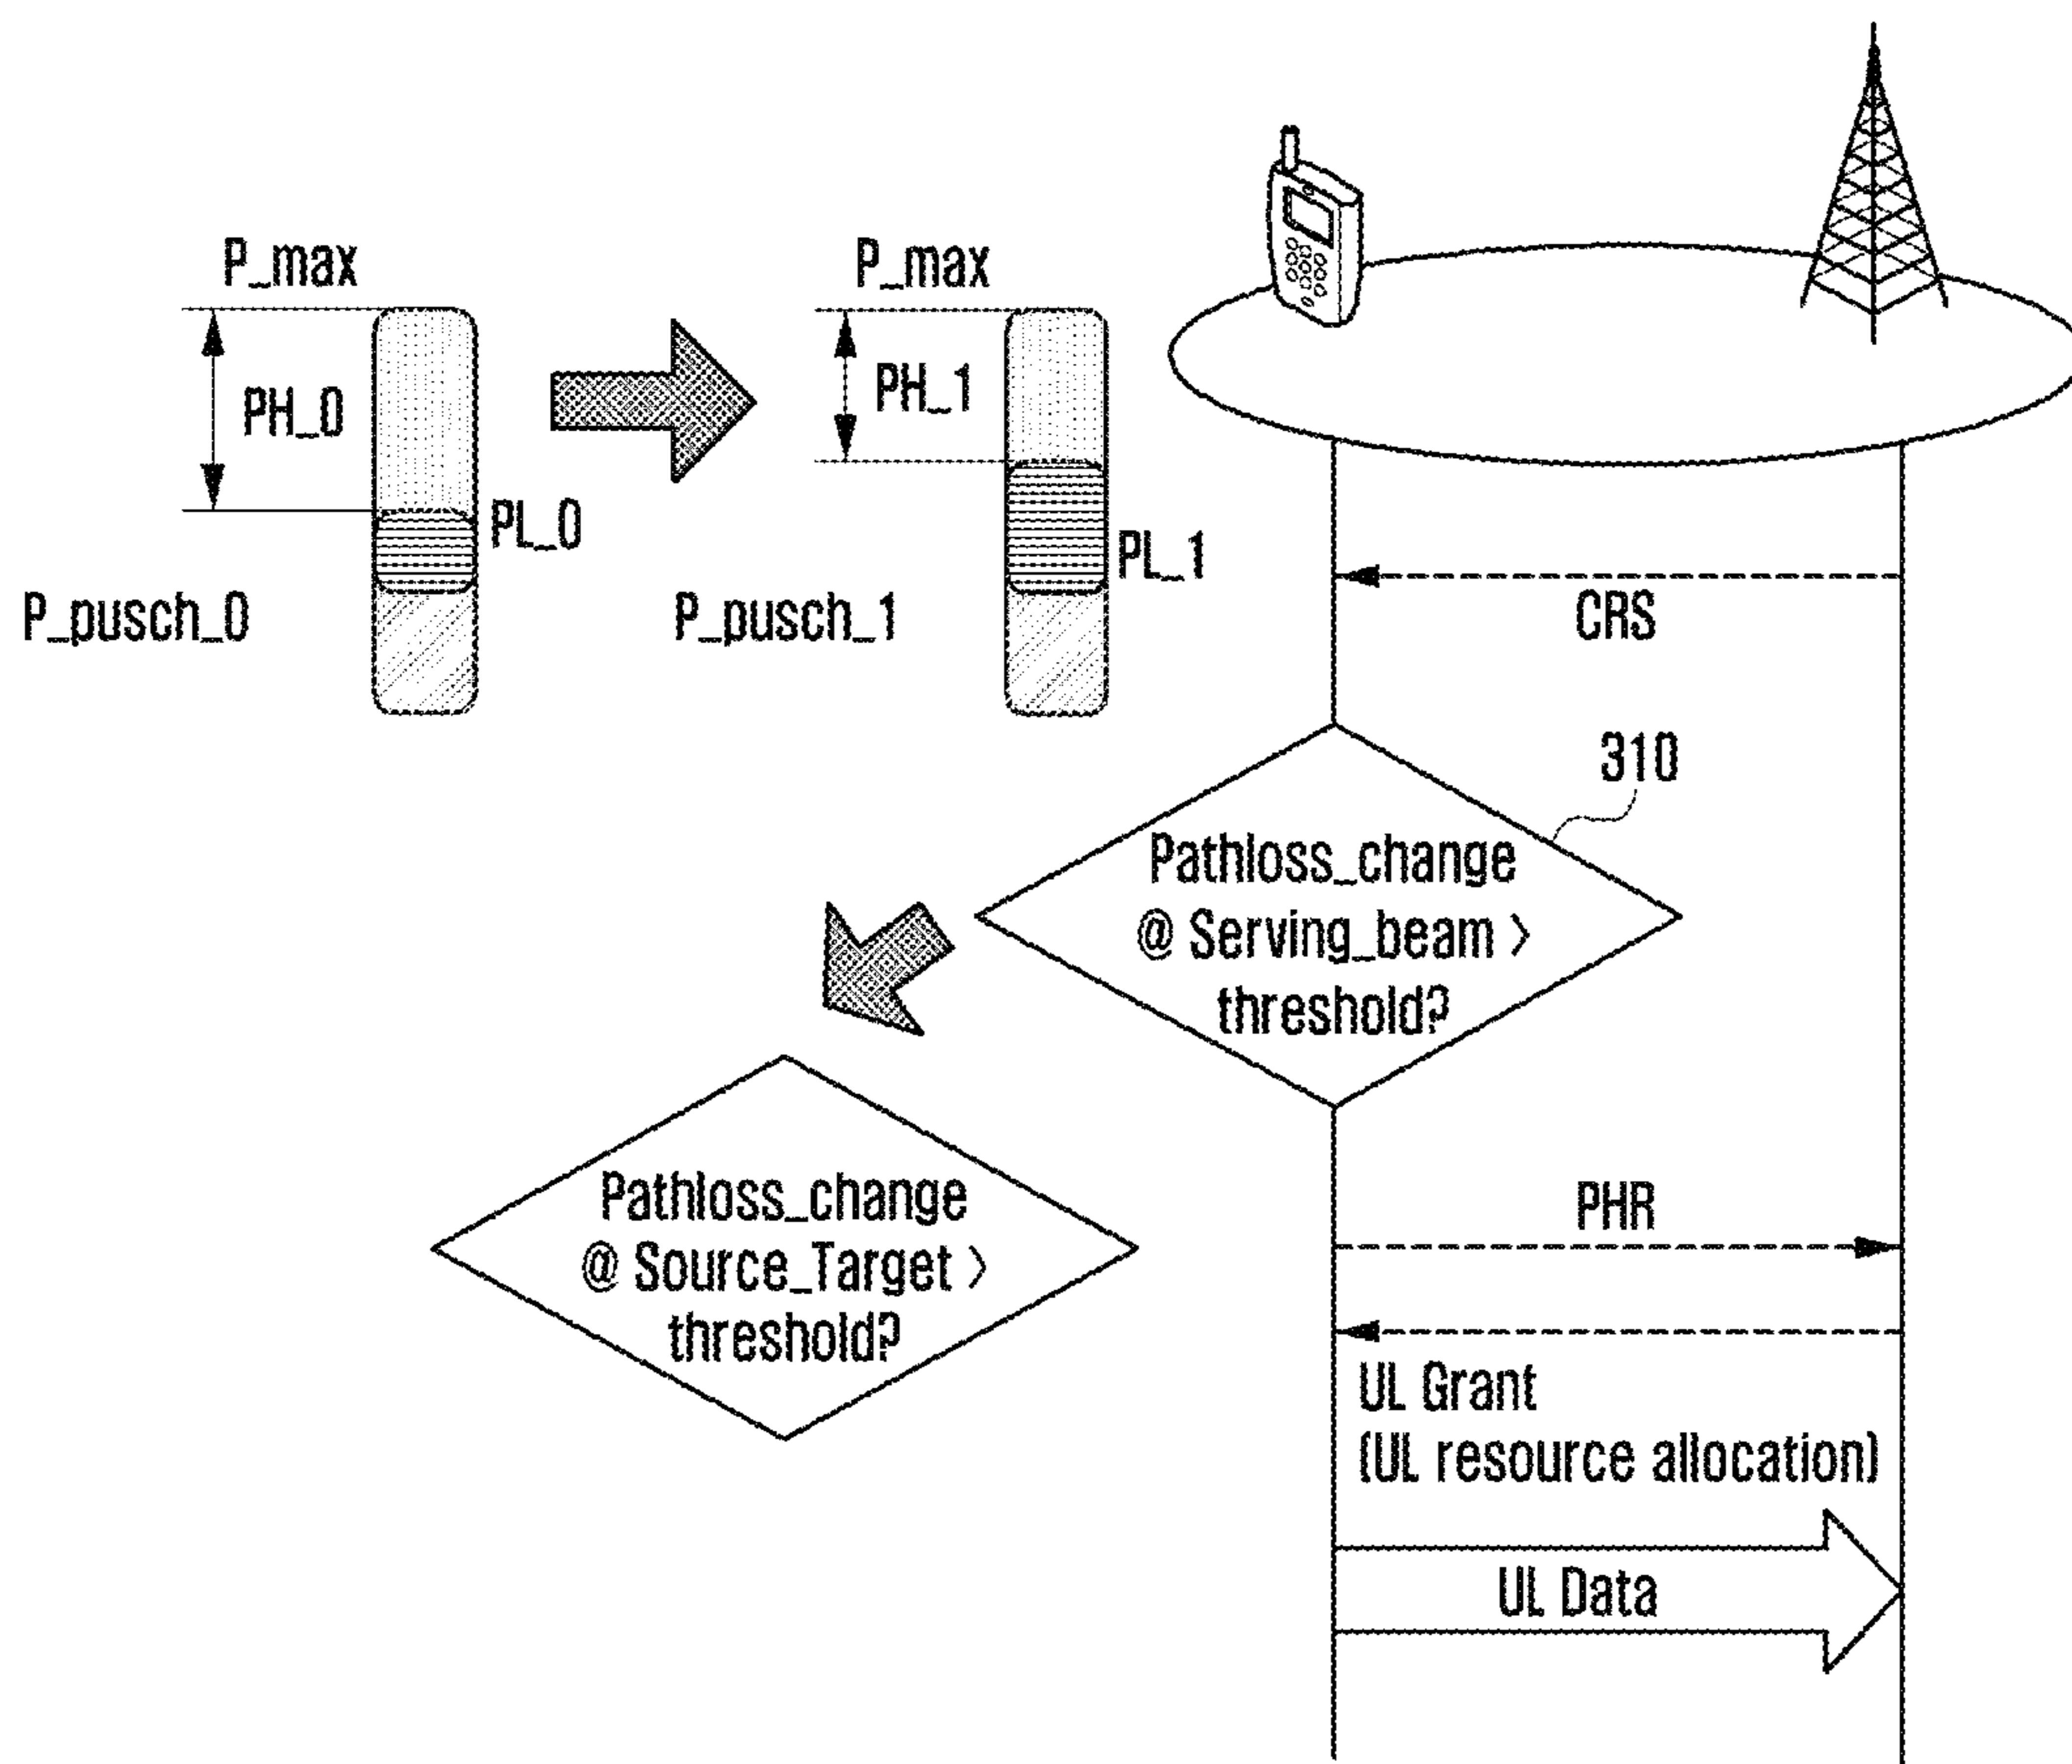 P_max
PH_0
PL_0
P_pusch_0
P_max
PH_1
PL_1
P_pusch_1
CRS
310
Pathloss_change
@ Serving_beam >
threshold?
Pathloss_change
@ Source_Target >
threshold?
PHR
UL Grant
(UL resource allocation)
UL Data